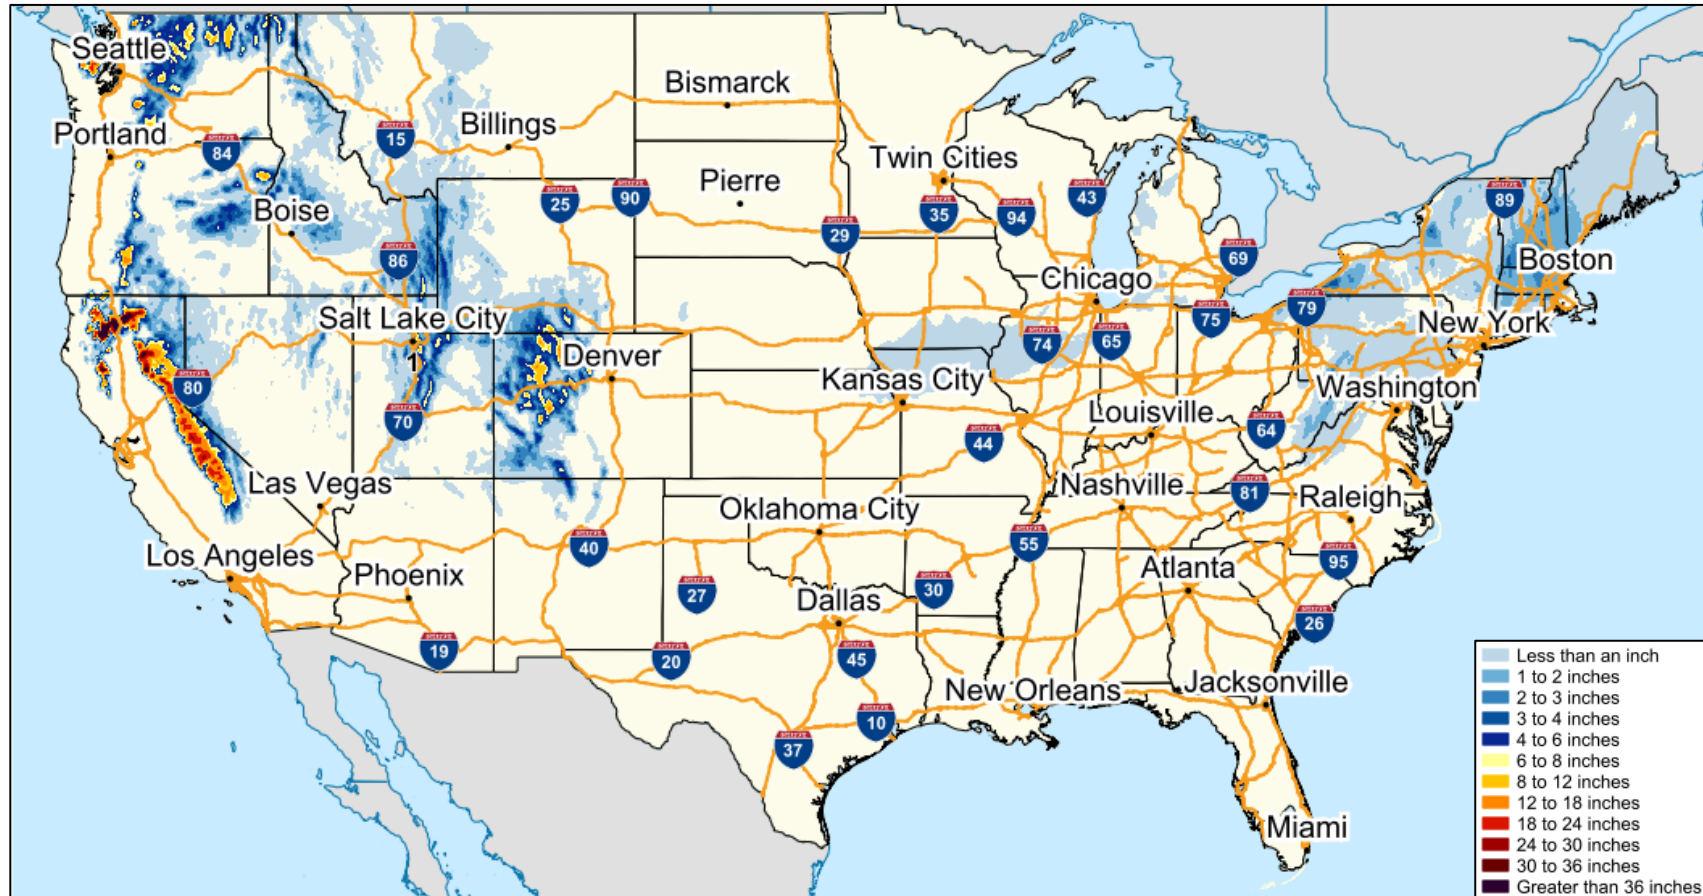 Seattle
Bismarck
Portland
84
15
Billings
Twin Cities
Pierre
25
90
35
94
43
89
Boise
29
86
69
Boston
Chicago
Salt Lake City
1
79
New York
75
74
65
Denver
80
Kansas City
Washington
70
Louisville
44
64
Las Vegas
Nashville
81
Raleigh
Oklahoma City
Los Angeles
40
55
95
Phoenix
Atlanta
27
30
Dallas
26
19
20
45
New Orleans
Jacksonville
10
37
Miami
Less than an inch
1 to 2 inches
2 to 3 inches
3 to 4 inches
4 to 6 inches
6 to 8 inches
8 to 12 inches
12 to 18 inches
18 to 24 inches
24 to 30 inches
30 to 36 inches
Greater than 36 inches